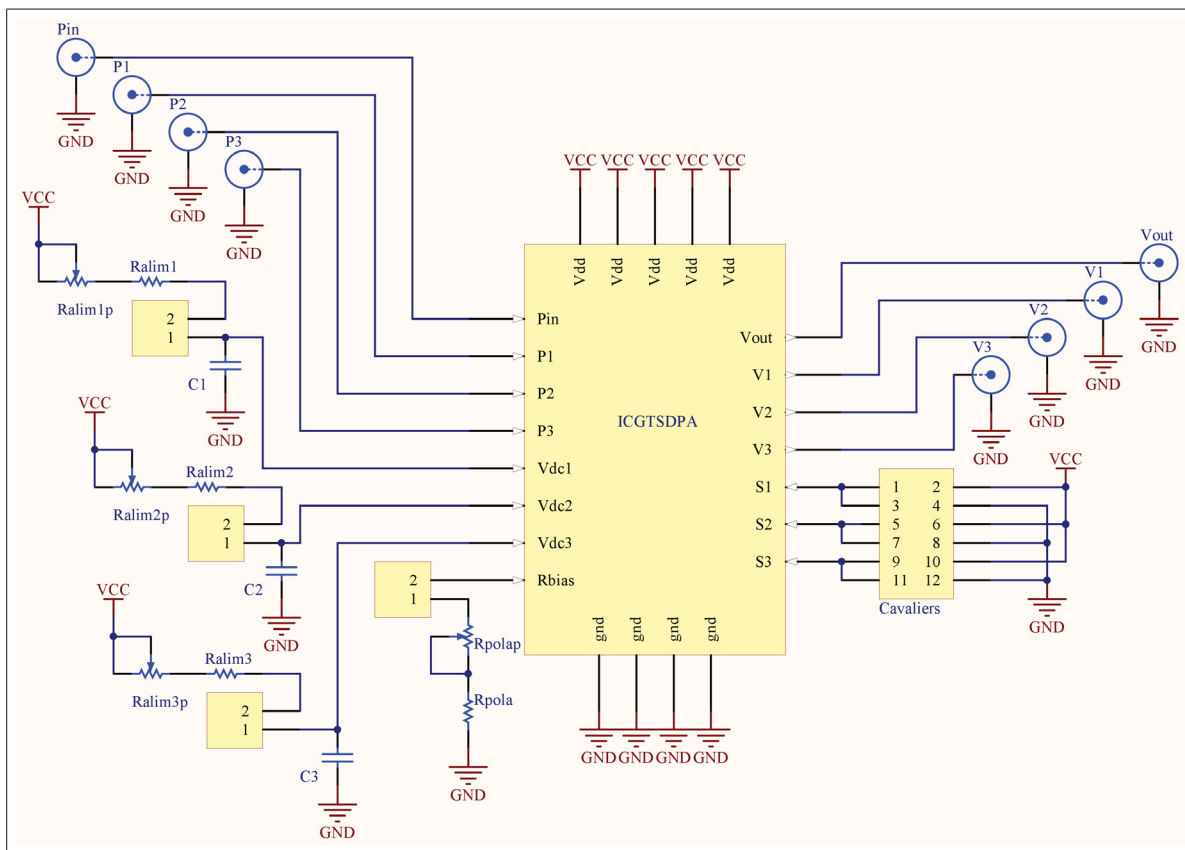 Pin
P1
P2
P3
GND
GND
GND
GND
VCC VCC VCC VCC VCC
Vdd Vdd Vdd Vdd Vdd
VCC
Ralim1
Ralim1p
2
1
C1
GND
VCC
Ralim2
Ralim2p
2
1
C2
GND
VCC
Ralim3
Ralim3p
2
1
C3
GND
Pin
P1
P2
P3
Vdc1
Vdc2
Vdc3
Rbias
ICGTSDPA
Vout
V1
V2
V3
S1
S2
S3
gnd gnd gnd gnd
GND GND GND GND
2
1
Rpolap
Rpola
GND
Vout
V1
V2
V3
GND
GND
GND
GND
VCC
1 2
3 4
5 6
7 8
9 10
11 12
Cavaliers
GND